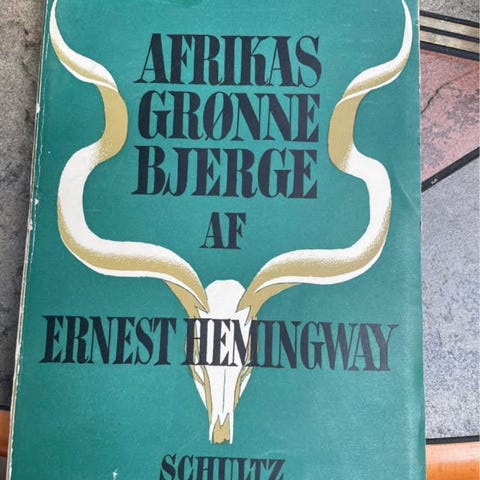 AFRIKAS
GRØNNE
BJERGE
AF
ERNEST HEMINGWAY
SCHULTZ